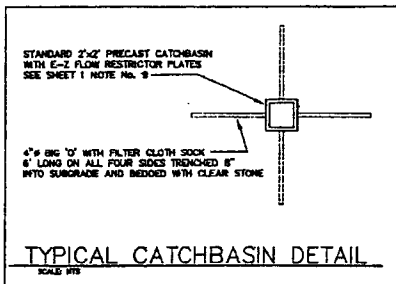 STANDARD 2'x2' PRECAST CATCHBASIN
WITH E-Z FLOW RESTRICTOR PLATES
SEE SHEET 1 NOTE No. 9
4"ø BIG 'O' WITH FILTER CLOTH SOCK
6' LONG ON ALL FOUR SIDES TRENCHED 8"
INTO SUBGRADE AND BEDDED WITH CLEAR STONE
TYPICAL CATCHBASIN DETAIL
SCALE: NTS